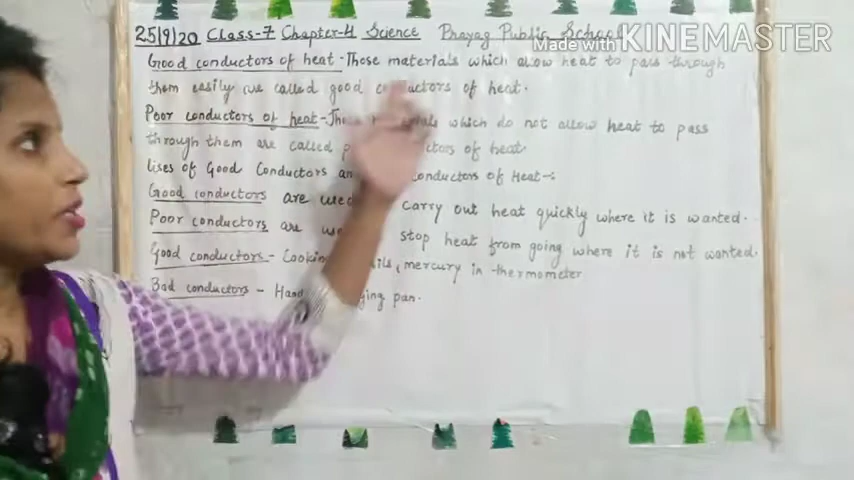 25/9/20 Class-7 Chapter-4 Science Prayag Public School
Made with KINEMASTER
Good conductors of heat-Those materials which allow heat to pass through
them easily are called good conductors of heat.
Poor conductors of heat- which do not allow heat to pass
through them are called of heat.
Uses of Good Conductors of Heat-:
Good conductors are used carry out heat quickly where it is wanted.
Poor conductors are stop heat from going where it is not wanted.
Good conductors - mercury in thermometer
Bad conductors - pan.